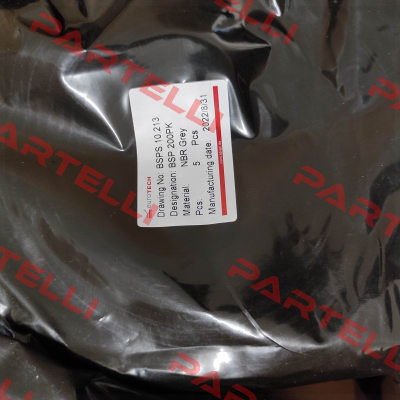 PARTELLI
PARTELLI
PARTELLI
Drawing No: BSPS.10.213
Designation: BSP 200PK
Material: NBR Grey
Pcs. 5 Pcs
Manufacturing date 2022/8/31
PARTELLI
PARTELLI